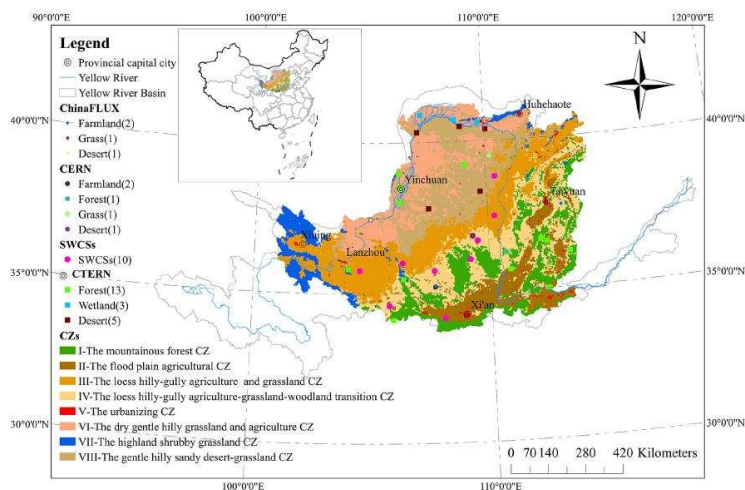 90°0'0"E
100°0'0"E
110°0'0"E
120°0'0"E
Legend
Provincial capital city
Yellow River
Yellow River Basin
ChinaFLUX
Farmland(2)
Grass(1)
Desert(1)
CERN
Farmland(2)
Forest(1)
Grass(1)
Desert(1)
SWCSs
SWCSs(10)
CTERN
Forest(13)
Wetland(3)
Desert(5)
CZs
I-The mountainous forest CZ
II-The flood plain agricultural CZ
III-The loess hilly-gully agriculture and grassland CZ
IV-The loess hilly-gully agriculture-grassland-woodland transition CZ
V-The urbanizing CZ
VI-The dry gentle hilly grassland and agriculture CZ
VII-The highland shrubby grassland CZ
VIII-The gentle hilly sandy desert-grassland CZ
N
Huhehaote
Yinchuan
Taiyuan
Xining
Lanzhou
Xi'an
40°0'0"N
40°0'0"N
35°0'0"N
35°0'0"N
30°0'0"N
30°0'0"N
0 70 140 280 420 Kilometers
100°0'0"E
110°0'0"E